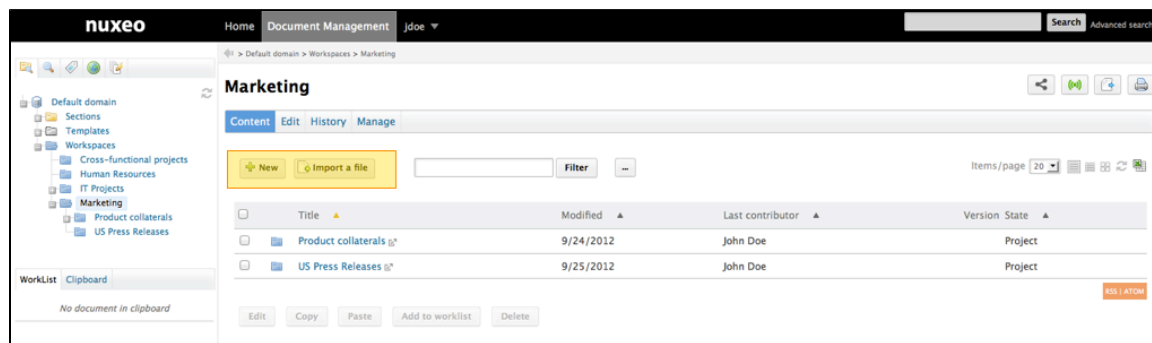 nuxeo
Home Document Management jdoe
Search Advanced search
> Default domain > Workspaces > Marketing
Default domain
Sections
Templates
Workspaces
Cross-functional projects
Human Resources
IT Projects
Marketing
Product collaterals
US Press Releases
WorkList Clipboard
No document in clipboard
Marketing
Content Edit History Manage
New Import a file Filter ... Items/page 20
Title Modified Last contributor Version State
Product collaterals 9/24/2012 John Doe Project
US Press Releases 9/25/2012 John Doe Project
RSS | ATOM
Edit Copy Paste Add to worklist Delete